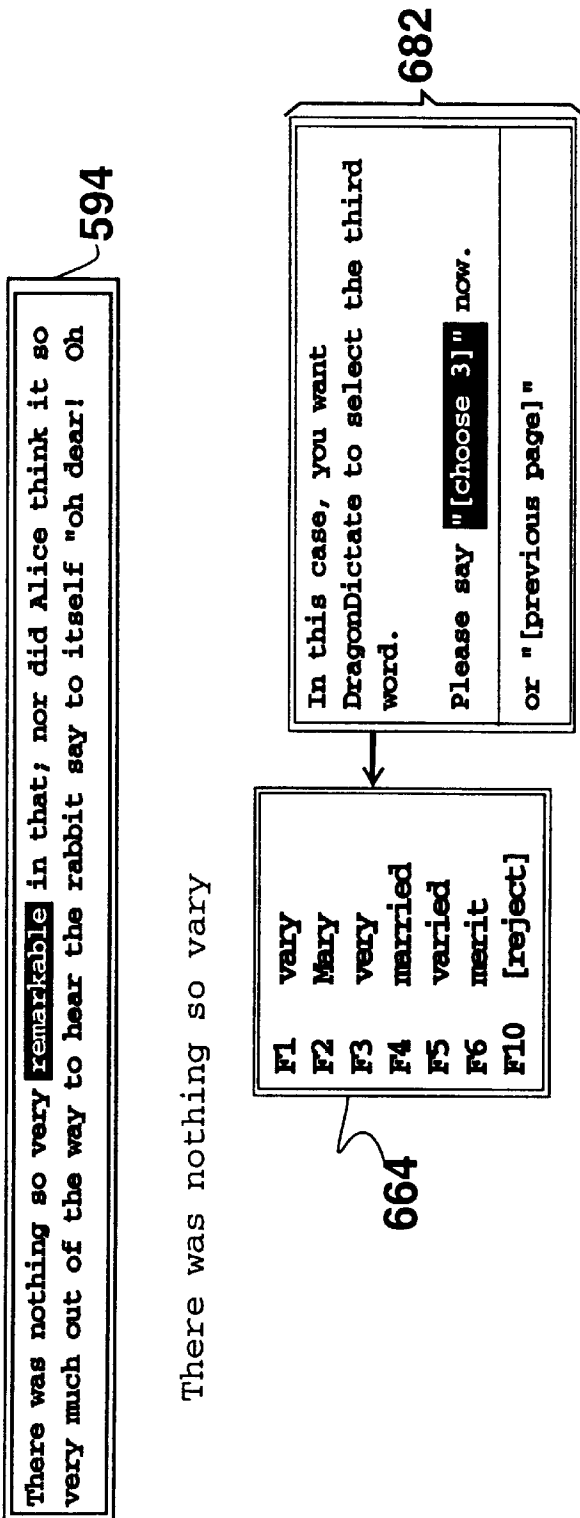 There was nothing so very remarkable in that; nor did Alice think it so
very much out of the way to hear the rabbit say to itself "oh dear!  Oh
594
There was nothing so vary
664
F1 vary
F2 Mary
F3 very
F4 married
F5 varied
F6 merit
F10 [reject]
In this case, you want
DragonDictate to select the third
word.
Please say "[choose 3]" now.
or "[previous page]"
682